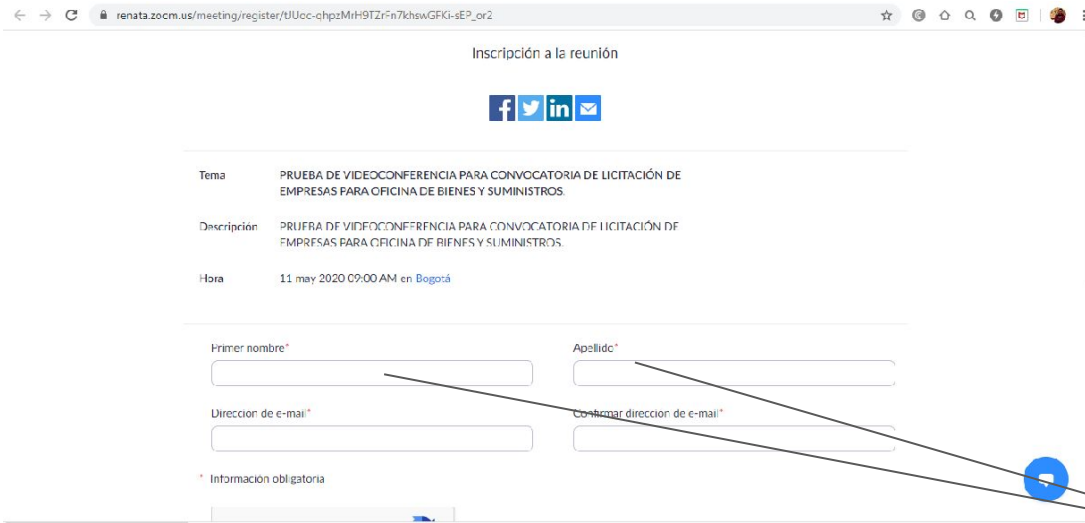 renata.zocm.us/meeting/register/tJUoc-qhpzMrH9TZrFn7khswGFKi-sEP_or2
Inscripción a la reunión
f in
Tema PRUEBA DE VIDEOCONFERENCIA PARA CONVOCATORIA DE LICITACIÓN DE
EMPRESAS PARA OFICINA DE BIENES Y SUMINISTROS.
Descripción PRUEBA DE VIDEOCONFERENCIA PARA CONVOCATORIA DE LICITACIÓN DE
EMPRESAS PARA OFICINA DE BIENES Y SUMINISTROS.
Hora 11 may 2020 09:00 AM en Bogotá
Primer nombre* Apellido*
Direccion de e-mail* Confirmar direccion de e-mail*
* Información obligatoria